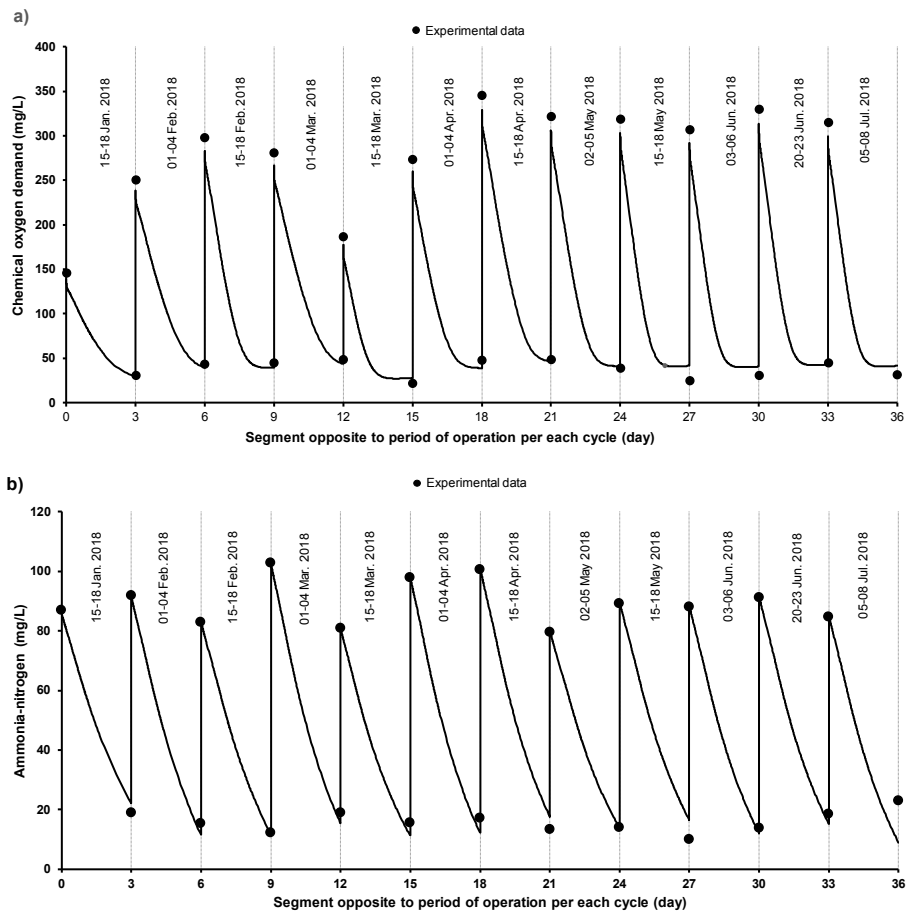 a)
Experimental data
Chemical oxygen demand (mg/L)
400
350
300
250
200
150
100
50
0
15-18 Jan. 2018
01-04 Feb. 2018
15-18 Feb. 2018
01-04 Mar. 2018
15-18 Mar. 2018
01-04 Apr. 2018
15-18 Apr. 2018
02-05 May 2018
15-18 May 2018
03-06 Jun. 2018
20-23 Jun. 2018
05-08 Jul. 2018
0 3 6 9 12 15 18 21 24 27 30 33 36
Segment opposite to period of operation per each cycle (day)
b)
Experimental data
Ammonia-nitrogen (mg/L)
120
100
80
60
40
20
0
15-18 Jan. 2018
01-04 Feb. 2018
15-18 Feb. 2018
01-04 Mar. 2018
15-18 Mar. 2018
01-04 Apr. 2018
15-18 Apr. 2018
02-05 May 2018
15-18 May 2018
03-06 Jun. 2018
20-23 Jun. 2018
05-08 Jul. 2018
0 3 6 9 12 15 18 21 24 27 30 33 36
Segment opposite to period of operation per each cycle (day)